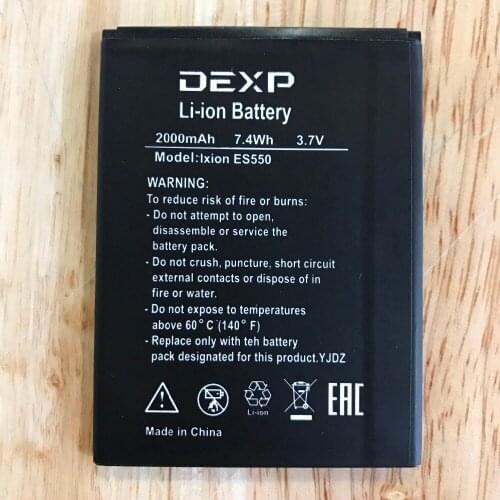 DEXP
Li-ion Battery
2000mAh 7.4Wh 3.7V
Model:Ixion ES550
WARNING:
To reduce risk of fire or burns:
- Do not attempt to open,
disassemble or service the
battery pack.
- Do not crush, puncture, short circuit
external contacts or dispose of in
fire or water.
- Do not expose to temperatures
above 60°C (140°F)
- Replace only with teh battery
pack designated for this product.YJDZ
Li-ion
EAC
Made in China